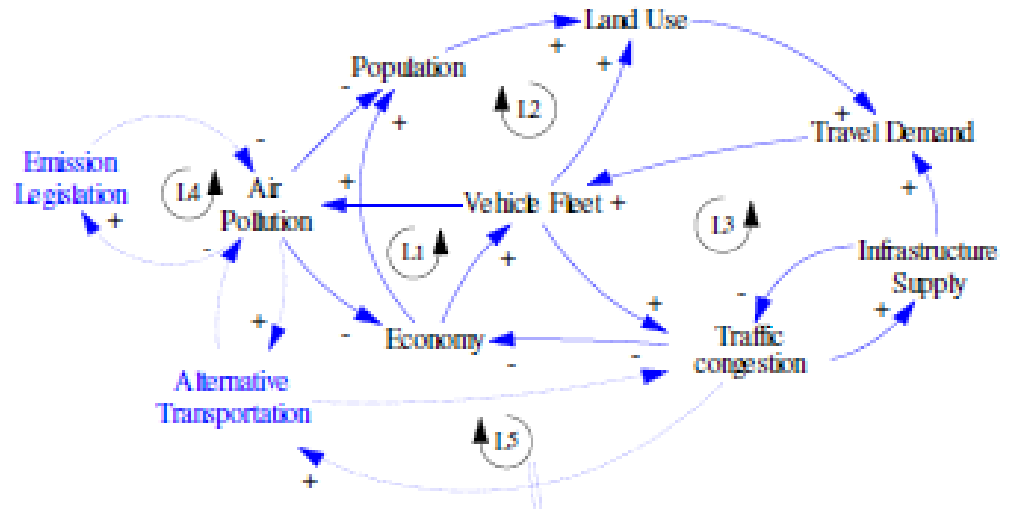 Land Use
+
+
Population
-
+
L2
+
Travel Demand
-
Emission
Legislation
+
L4
Air
Pollution
-
+
Vehicle Fleet +
L3
+
L1
+
Infrastructure
Supply
-
+
+
+
-
Economy
-
-
Traffic
congestion
Alternative
Transportation
L5
+